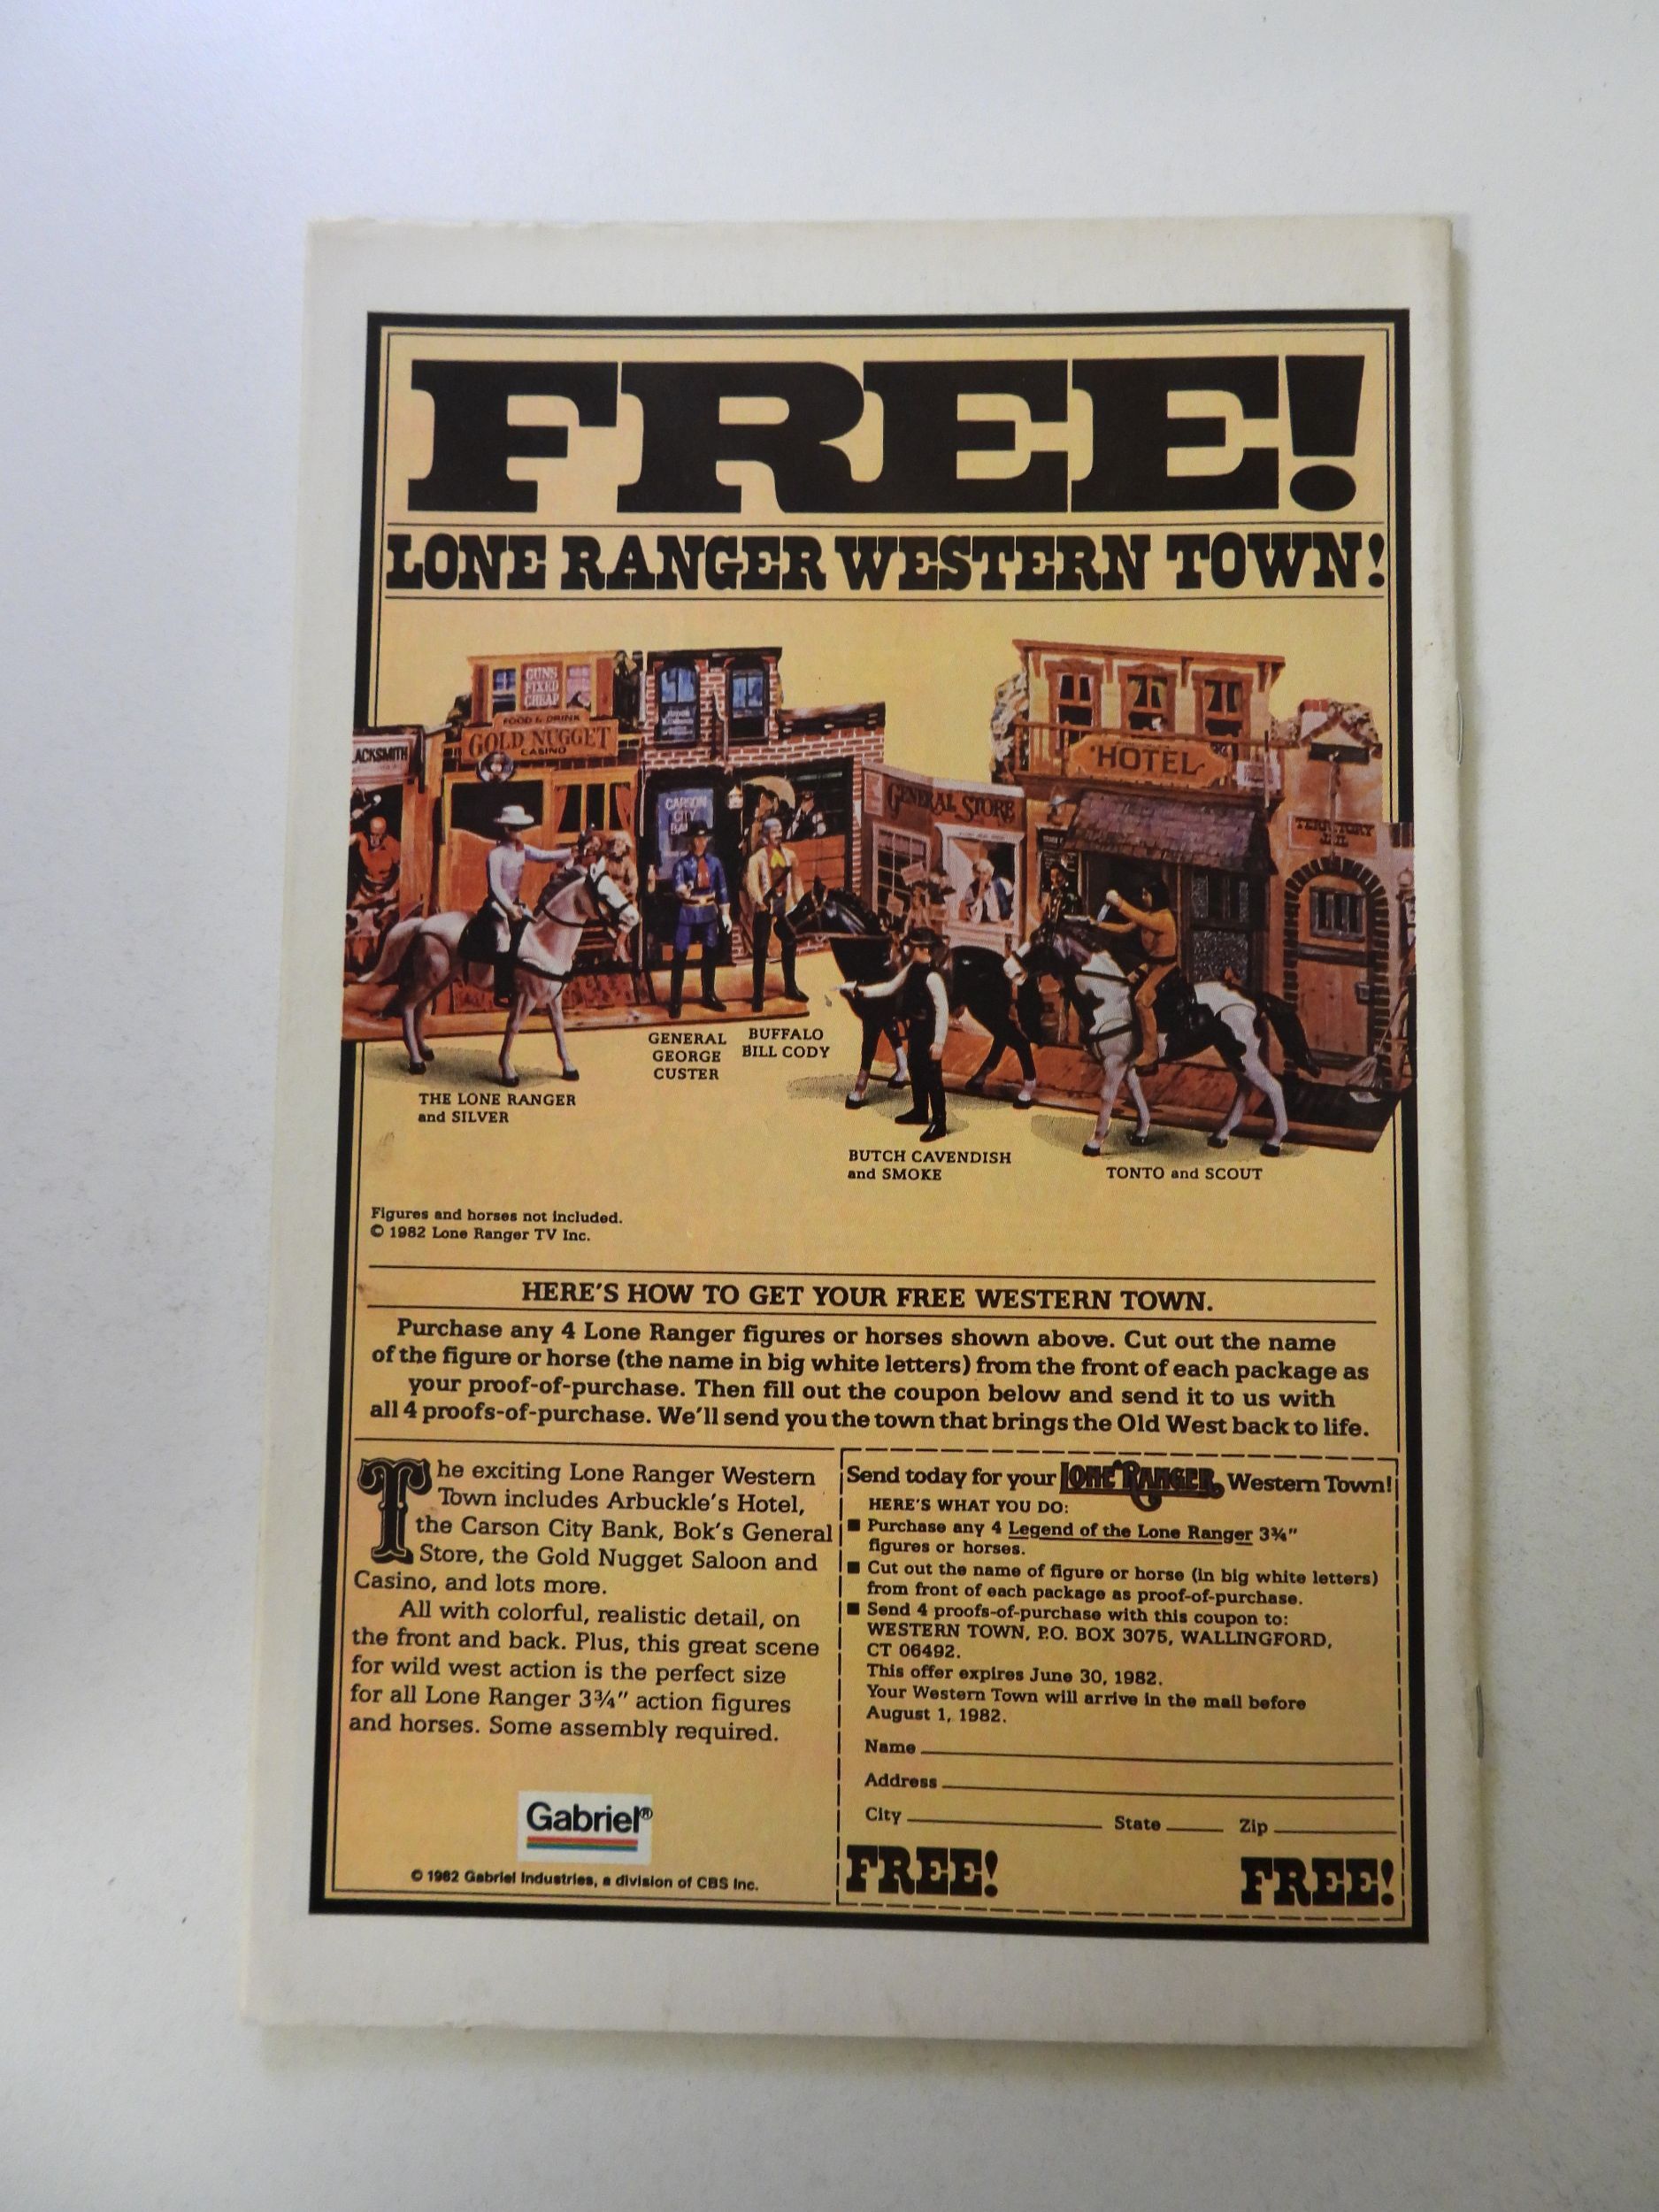 FREE!
LONE RANGER WESTERN TOWN!
GUNS
FIXED
CHEAP
FOOD & DRINK
GOLD NUGGET
CASINO
ACKSMITH
CARSON
CITY
BA
GENERAL STORE
HOTEL
TERRITORY
JAIL
GENERAL
GEORGE
CUSTER
BUFFALO
BILL CODY
THE LONE RANGER
and SILVER
BUTCH CAVENDISH
and SMOKE
TONTO and SCOUT
Figures and horses not included.
© 1982 Lone Ranger TV Inc.
HERE'S HOW TO GET YOUR FREE WESTERN TOWN.
Purchase any 4 Lone Ranger figures or horses shown above. Cut out the name
of the figure or horse (the name in big white letters) from the front of each package as
your proof-of-purchase. Then fill out the coupon below and send it to us with
all 4 proofs-of-purchase. We'll send you the town that brings the Old West back to life.
The exciting Lone Ranger Western
Town includes Arbuckle's Hotel,
the Carson City Bank, Bok's General
Store, the Gold Nugget Saloon and
Casino, and lots more.
All with colorful, realistic detail, on
the front and back. Plus, this great scene
for wild west action is the perfect size
for all Lone Ranger 3¾" action figures
and horses. Some assembly required.
Gabriel®
© 1982 Gabriel Industries, a division of CBS Inc.
Send today for your LONE RANGER Western Town!
HERE'S WHAT YOU DO:
■ Purchase any 4 Legend of the Lone Ranger 3¾"
figures or horses.
■ Cut out the name of figure or horse (in big white letters)
from front of each package as proof-of-purchase.
■ Send 4 proofs-of-purchase with this coupon to:
WESTERN TOWN, P.O. BOX 3075, WALLINGFORD,
CT 06492.
This offer expires June 30, 1982.
Your Western Town will arrive in the mail before
August 1, 1982.
Name
Address
City State Zip
FREE! FREE!